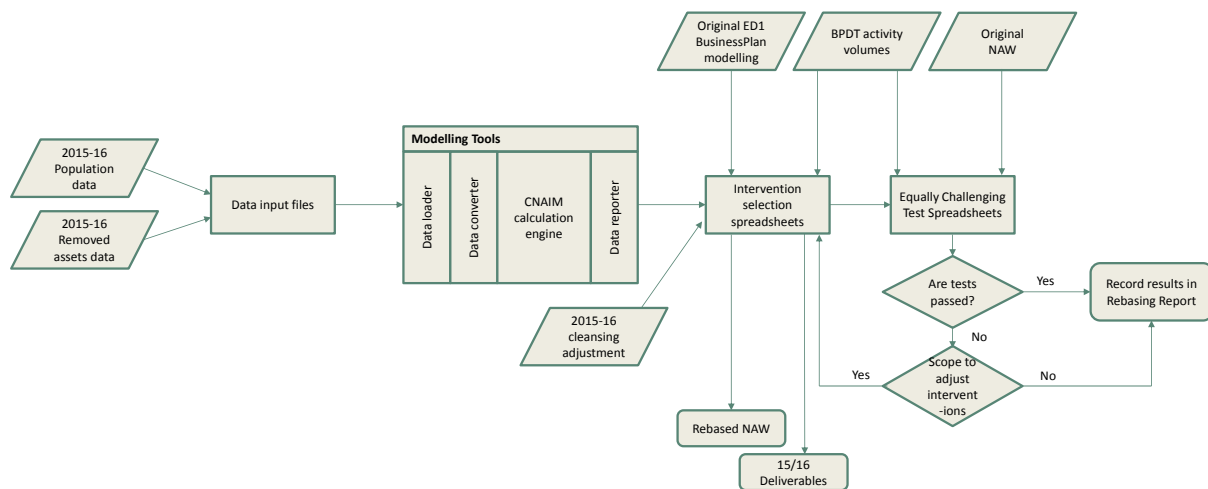 Original ED1
BusinessPlan
modelling
BPDT activity
volumes
Original
NAW
2015-16
Population
data
2015-16
Removed
assets data
Data input files
Modelling Tools
Data loader
Data converter
CNAIM
calculation
engine
Data reporter
Intervention
selection
spreadsheets
Equally Challenging
Test Spreadsheets
2015-16
cleansing
adjustment
Are tests
passed?
Yes
Record results in
Rebasing Report
No
Scope to
adjust
intervent
-ions
Yes
No
Rebased NAW
15/16
Deliverables